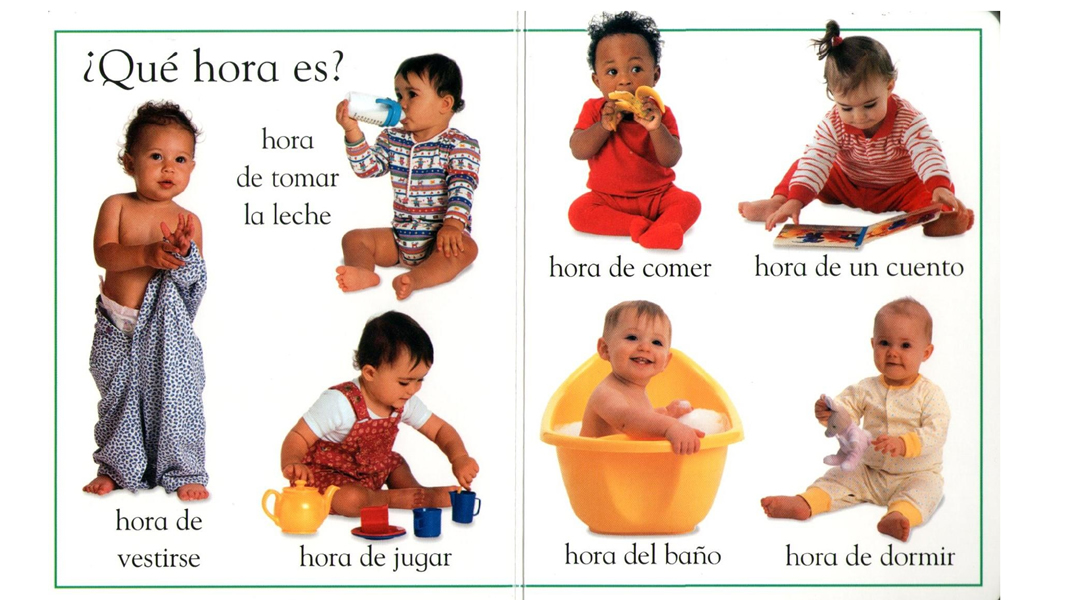 ¿Qué hora es?
hora
de tomar
la leche
hora de
vestirse
hora de jugar
hora de comer
hora de un cuento
hora del baño
hora de dormir